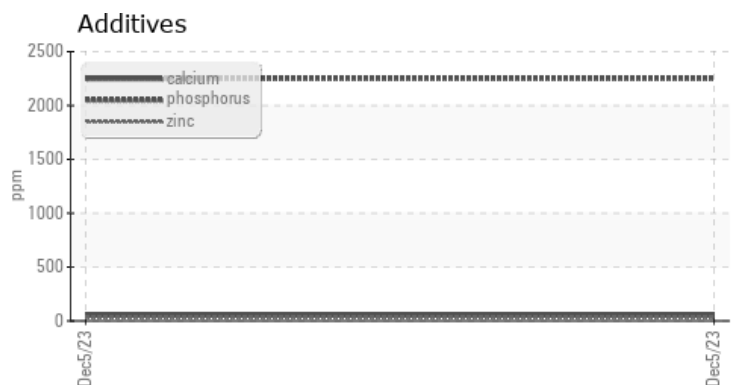 Additives
2500
2000
1500
1000
500
0
ppm
calcium
phosphorus
zinc
Dec5/23
Dec5/23